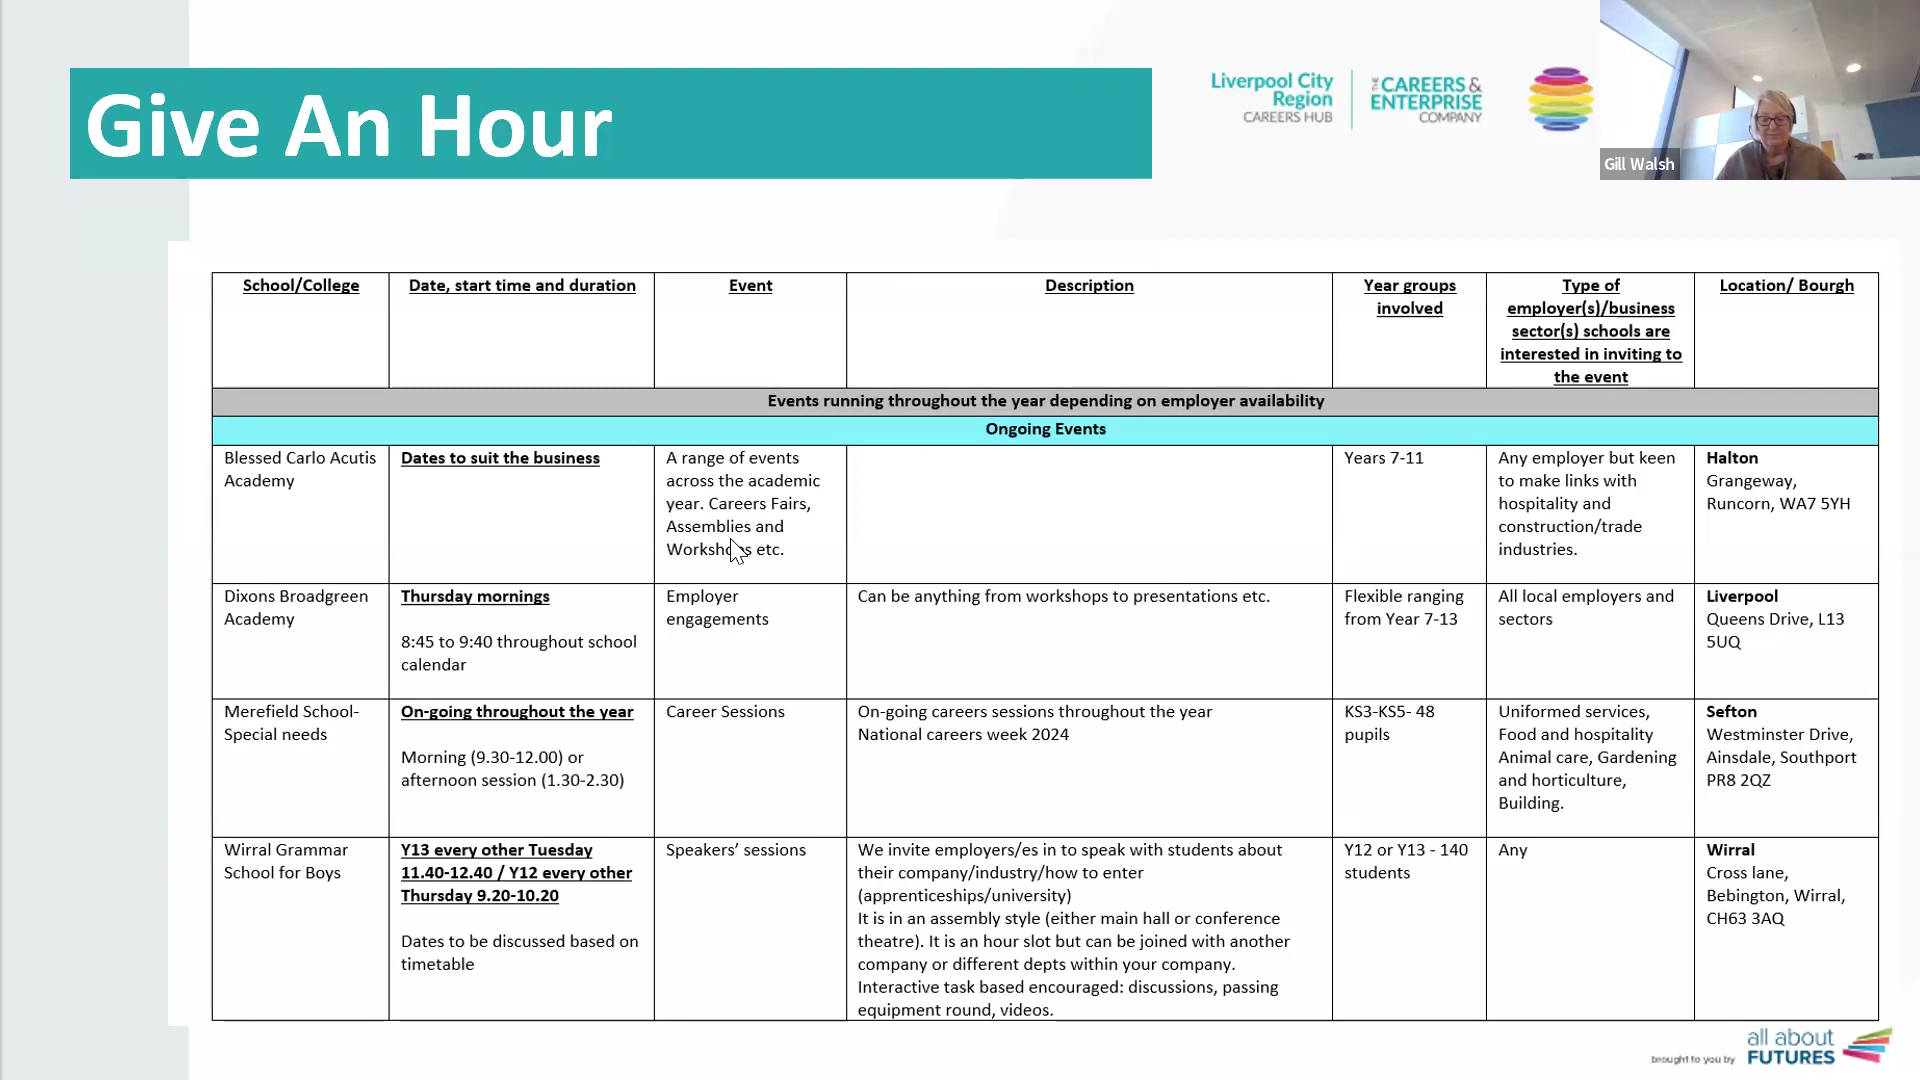 Give An Hour
Liverpool City
Region
CAREERS HUB
THE CAREERS &
ENTERPRISE
COMPANY
Gill Walsh
School/College
Date, start time and duration
Event
Description
Year groups
involved
Type of
employer(s)/business
sector(s) schools are
interested in inviting to
the event
Location/ Bourgh
Events running throughout the year depending on employer availability
Ongoing Events
Blessed Carlo Acutis
Academy
Dates to suit the business
A range of events
across the academic
year. Careers Fairs,
Assemblies and
Workshops etc.
Years 7-11
Any employer but keen
to make links with
hospitality and
construction/trade
industries.
Halton
Grangeway,
Runcorn, WA7 5YH
Dixons Broadgreen
Academy
Thursday mornings
8:45 to 9:40 throughout school
calendar
Employer
engagements
Can be anything from workshops to presentations etc.
Flexible ranging
from Year 7-13
All local employers and
sectors
Liverpool
Queens Drive, L13
5UQ
Merefield School-
Special needs
On-going throughout the year
Morning (9.30-12.00) or
afternoon session (1.30-2.30)
Career Sessions
On-going careers sessions throughout the year
National careers week 2024
KS3-KS5- 48
pupils
Uniformed services,
Food and hospitality
Animal care, Gardening
and horticulture,
Building.
Sefton
Westminster Drive,
Ainsdale, Southport
PR8 2QZ
Wirral Grammar
School for Boys
Y13 every other Tuesday
11.40-12.40 / Y12 every other
Thursday 9.20-10.20
Dates to be discussed based on
timetable
Speakers’ sessions
We invite employers/es in to speak with students about
their company/industry/how to enter
(apprenticeships/university)
It is in an assembly style (either main hall or conference
theatre). It is an hour slot but can be joined with another
company or different depts within your company.
Interactive task based encouraged: discussions, passing
equipment round, videos.
Y12 or Y13 - 140
students
Any
Wirral
Cross lane,
Bebington, Wirral,
CH63 3AQ
brought to you by
all about
FUTURES